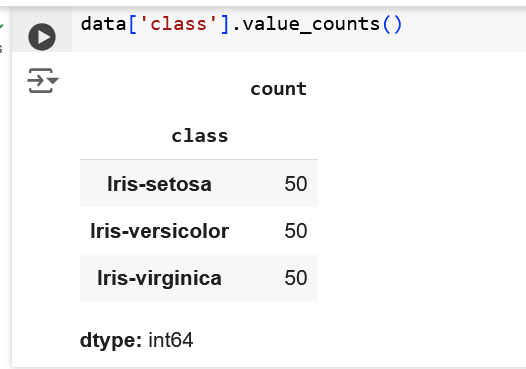 data['class'].value_counts()
count
class
Iris-setosa 50
Iris-versicolor 50
Iris-virginica 50
dtype: int64